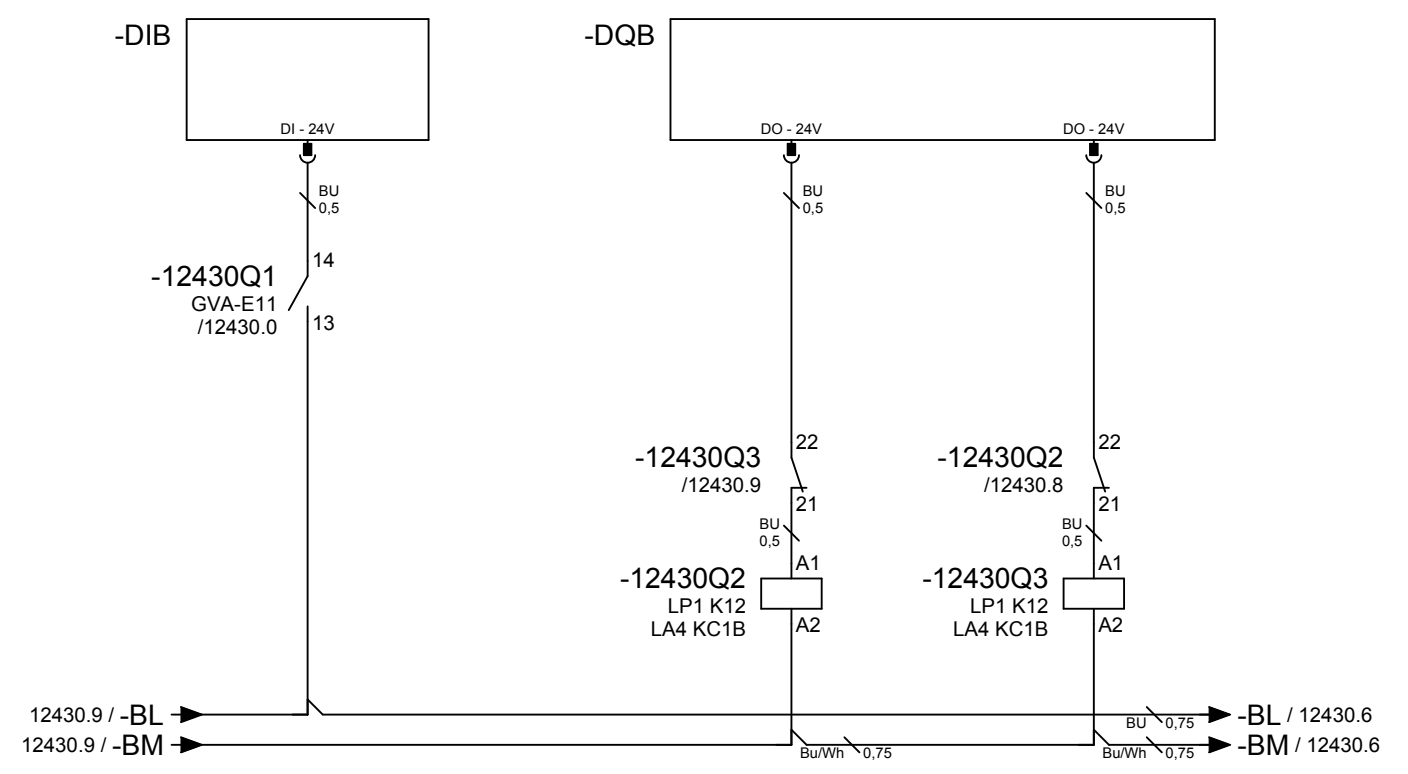 -DIB
DI - 24V
BU
0,5
14
-12430Q1
GVA-E11
/12430.0
13
-DQB
DO - 24V
DO - 24V
BU
0,5
BU
0,5
22
-12430Q3
/12430.9
21
BU
0,5
A1
-12430Q2
LP1 K12
LA4 KC1B
A2
22
-12430Q2
/12430.8
21
BU
0,5
A1
-12430Q3
LP1 K12
LA4 KC1B
A2
12430.9 / -BL
BU 0,75
-BL / 12430.6
12430.9 / -BM
Bu/Wh 0,75
Bu/Wh 0,75
-BM / 12430.6